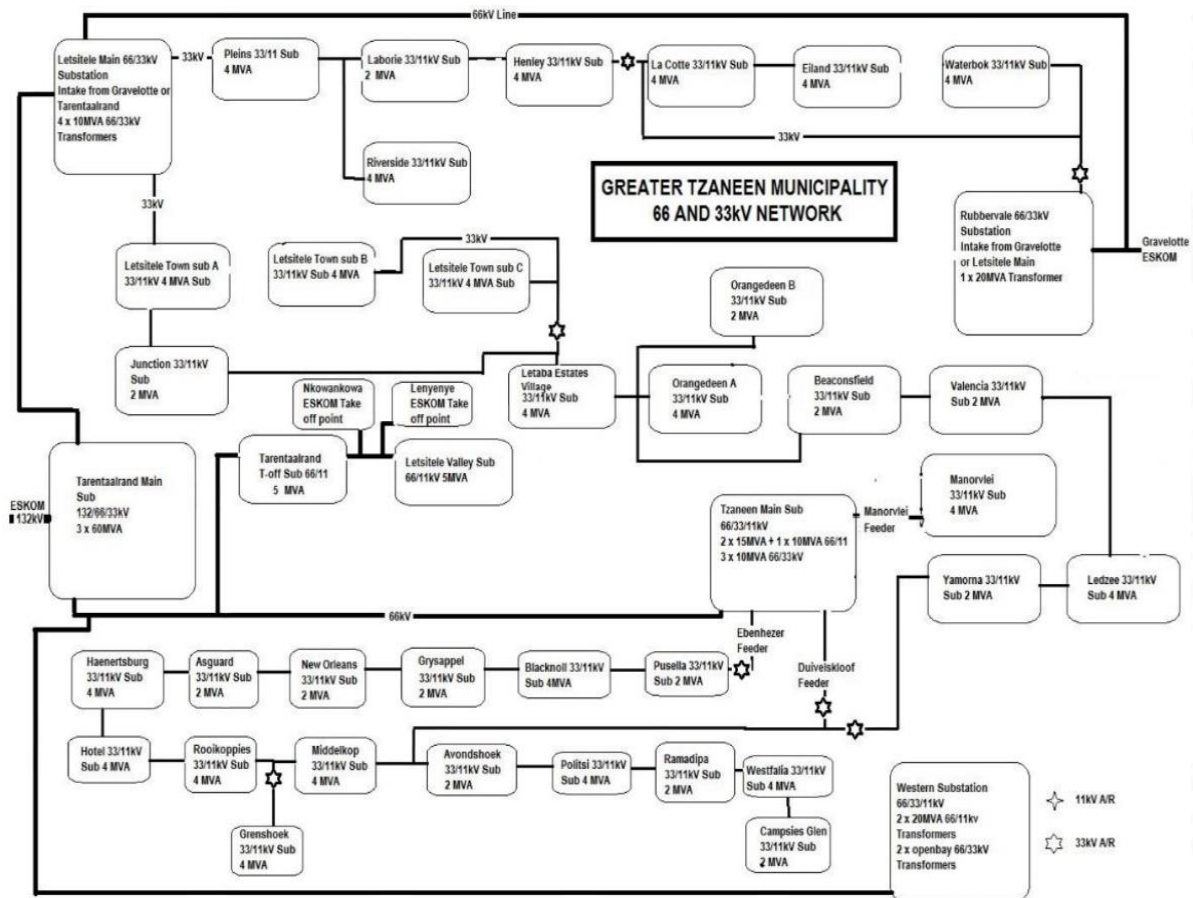 66kV Line
Letsitele Main 66/33kV
Substation
Intake from Gravelotte or
Tarentaalrand
4 x 10MVA 66/33kV
Transformers
33kV
Pleins 33/11 Sub
4 MVA
Laborie 33/11kV Sub
2 MVA
Henley 33/11kV Sub
4 MVA
La Cotte 33/11kV Sub
4 MVA
Eiland 33/11kV Sub
4 MVA
Waterbok 33/11kV Sub
4 MVA
33kV
Riverside 33/11kV Sub
4 MVA
GREATER TZANEEN MUNICIPALITY
66 AND 33kV NETWORK
33kV
Rubbervale 66/33kV
Substation
Intake from Gravelotte
or Letsitele Main
1 x 20MVA Transformer
Gravelotte
ESKOM
Letsitele Town sub A
33/11kV 4 MVA Sub
Letsitele Town sub B
33/11kV Sub 4 MVA
33kV
Letsitele Town sub C
33/11kV 4 MVA Sub
Orangedeen B
33/11kV Sub
2 MVA
Junction 33/11kV
Sub
2 MVA
Nkowankowa
ESKOM Take
off point
Lenyenye
ESKOM Take
off point
Letaba Estates
Village
33/11kV Sub
4 MVA
Orangedeen A
33/11kV Sub
4 MVA
Beaconsfield
33/11kV Sub
2 MVA
Valencia 33/11kV
Sub 2 MVA
Tarentaalrand
T-off Sub 66/11
5 MVA
Letsitele Valley Sub
66/11kV 5MVA
ESKOM
132kV
Tarentaalrand Main
Sub
132/66/33kV
3 x 60MVA
Tzaneen Main Sub
66/33/11kV
2 x 15MVA + 1 x 10MVA 66/11
3 x 10MVA 66/33kV
Manorvlei
Feeder
Manorvlei
33/11kV Sub
4 MVA
Yamorna 33/11kV
Sub 2 MVA
Ledzee 33/11kV
Sub 4 MVA
66kV
Ebenhezer
Feeder
Duivelskloof
Feeder
Haenertsburg
33/11kV Sub
4 MVA
Asguard
33/11kV Sub
2 MVA
New Orleans
33/11kV Sub
2 MVA
Grysappel
33/11kV Sub
2 MVA
Blacknoll 33/11kV
Sub 4MVA
Pusella 33/11kV
Sub 2 MVA
Hotel 33/11kV
Sub 4 MVA
Rooikoppies
33/11kV Sub
4 MVA
Middelkop
33/11kV Sub
4 MVA
Avondshoek
33/11kV Sub
2 MVA
Politsi 33/11kV
Sub 4 MVA
Ramadipa
33/11kV Sub
2 MVA
Westfalia 33/11kV
Sub 4 MVA
Grenshoek
33/11kV Sub
4 MVA
Campsies Glen
33/11kV Sub
2 MVA
Western Substation
66/33/11kV
2 x 20MVA 66/11kv
Transformers
2 x openbay 66/33kV
Transformers
11kV A/R
33kV A/R